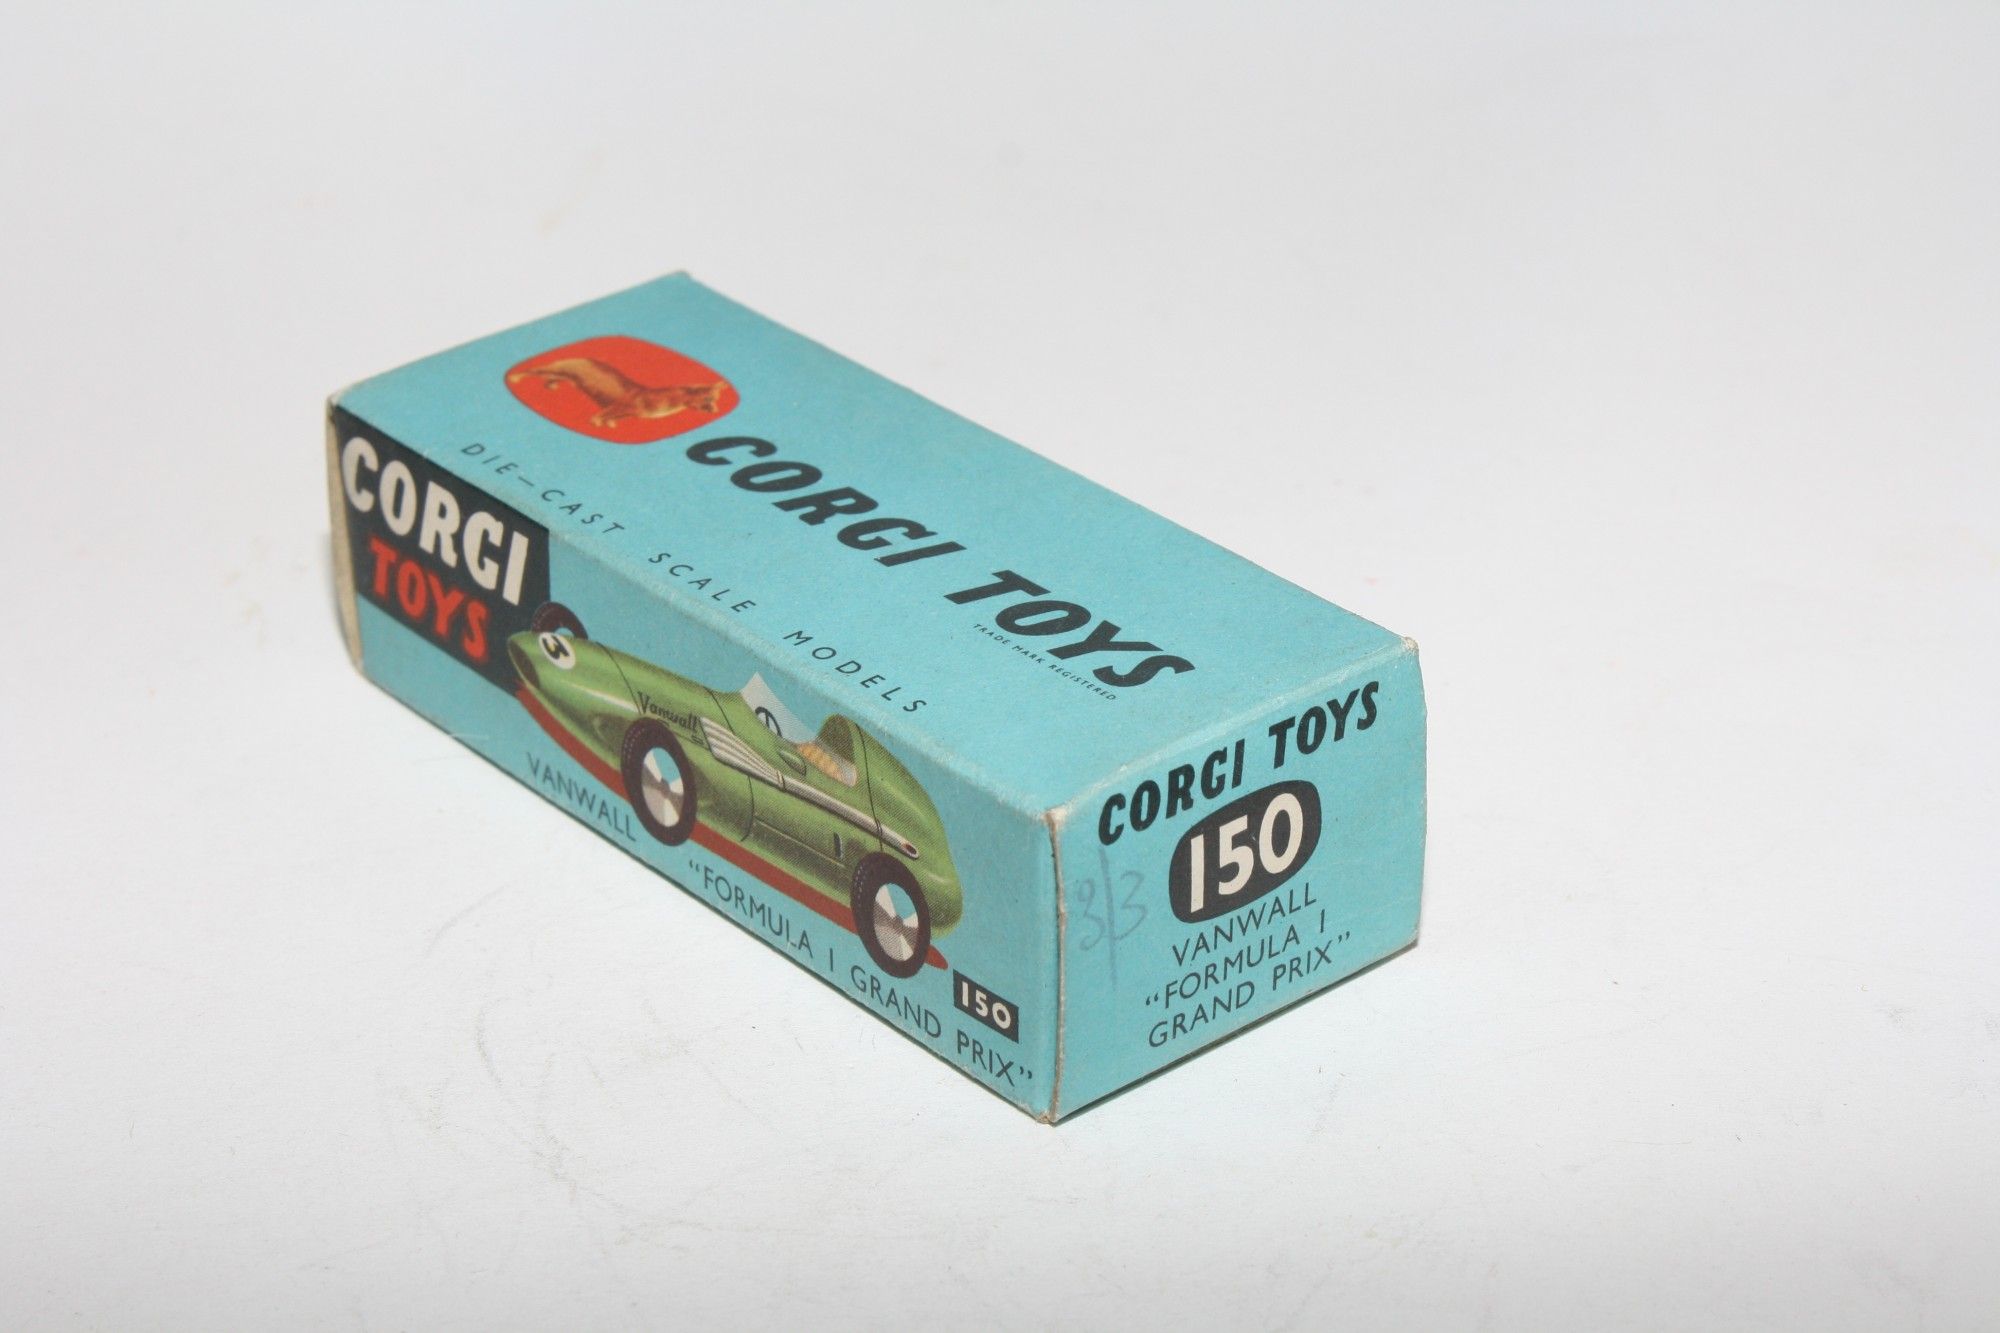 CORGI TOYS
TRADE MARK REGISTERED
DIE—CAST SCALE MODELS
CORGI
TOYS
3
Vanwall
VANWALL "FORMULA 1 GRAND PRIX"
150
CORGI TOYS
150
VANWALL
"FORMULA 1
GRAND PRIX"
3/3